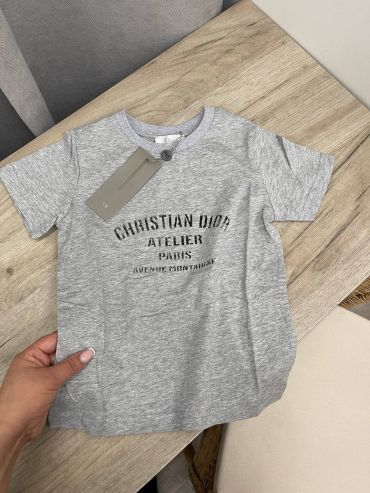 CHRISTIAN DIOR
ATELIER
PARIS
AVENUE MONTAIGNE